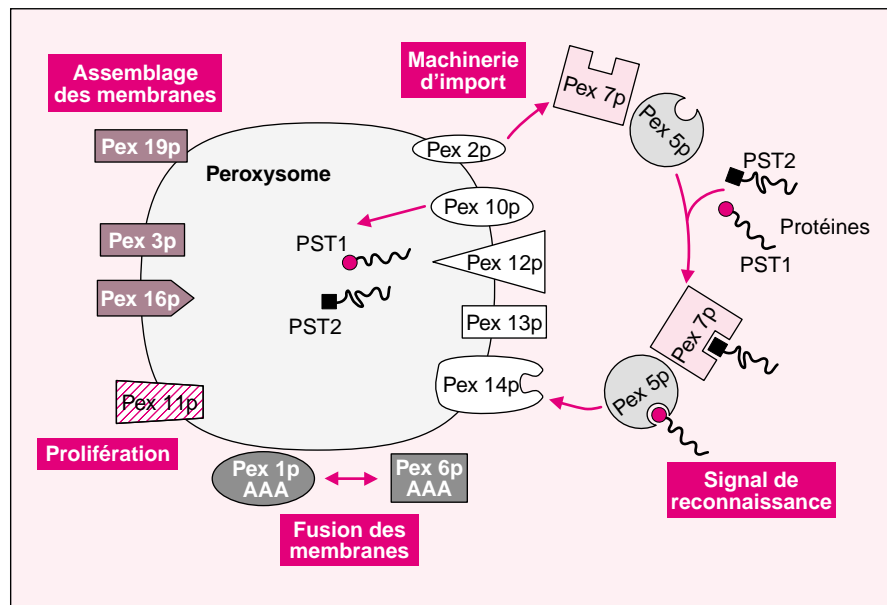 Assemblage
des membranes
Machinerie
d'import
Pex 7p
Pex 5p
Pex 19p
Pex 2p
PST2
Peroxysome
Pex 10p
Protéines
Pex 3p
PST1
Pex 12p
PST1
Pex 16p
PST2
Pex 13p
Pex 7p
Pex 14p
Pex 5p
Pex 11p
Prolifération
Pex 1p
AAA
Pex 6p
AAA
Signal de
reconnaissance
Fusion des
membranes